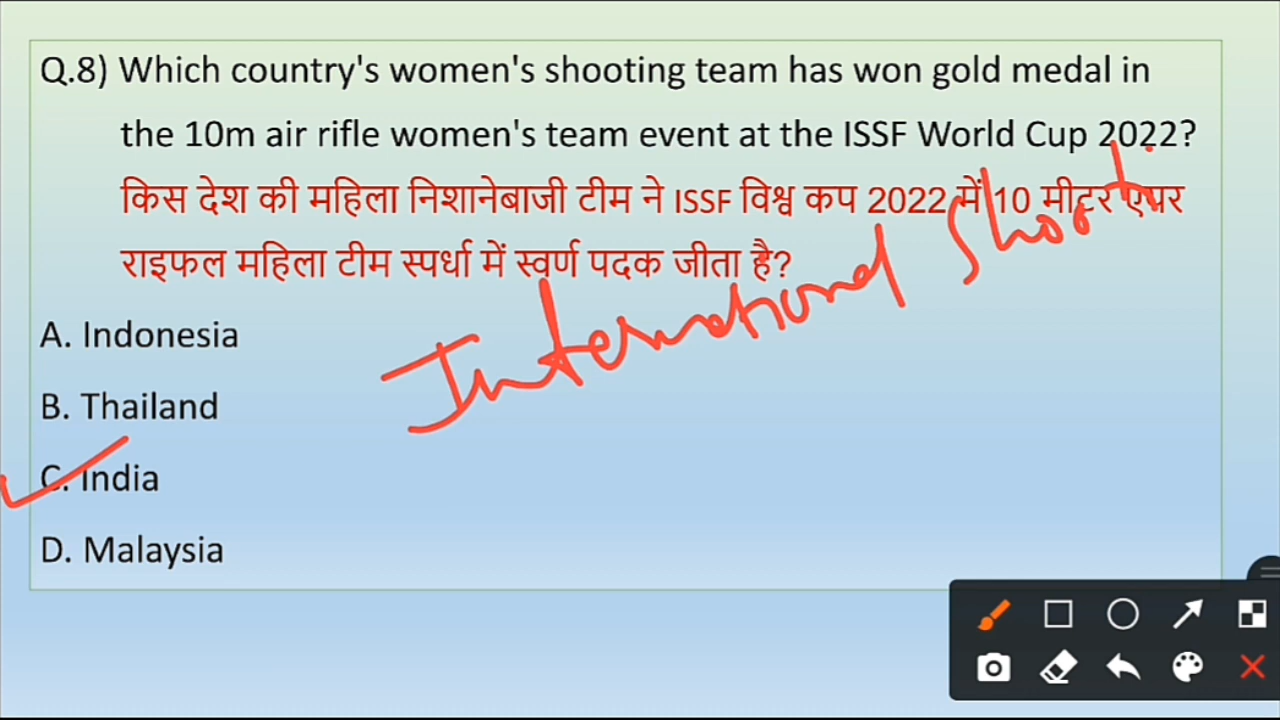 Q.8) Which country's women's shooting team has won gold medal in
the 10m air rifle women's team event at the ISSF World Cup 2022?
किस देश की महिला निशानेबाजी टीम ने ISSF विश्व कप 2022 में 10 मीटर एयर
राइफल महिला टीम स्पर्धा में स्वर्ण पदक जीता है?
International Shooti
A. Indonesia
B. Thailand
C. India
D. Malaysia